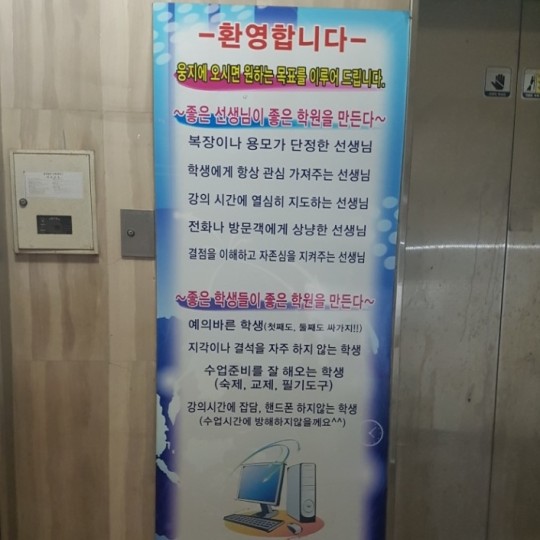 -환영합니다-
웅지에 오시면 원하는 목표를 이루어 드립니다.
~좋은 선생님이 좋은 학원을 만든다~
복장이나 용모가 단정한 선생님
학생에게 항상 관심 가져주는 선생님
강의 시간에 열심히 지도하는 선생님
전화나 방문객에게 상냥한 선생님
결점을 이해하고 자존심을 지켜주는 선생님
~좋은 학생들이 좋은 학원을 만든다~
예의바른 학생(첫째도, 둘째도 싸가지!!)
지각이나 결석을 자주 하지 않는 학생
수업준비를 잘 해오는 학생
(숙제, 교제, 필기도구)
강의시간에 잡담, 핸드폰 하지않는 학생
(수업시간에 방해하지않을께요^^)